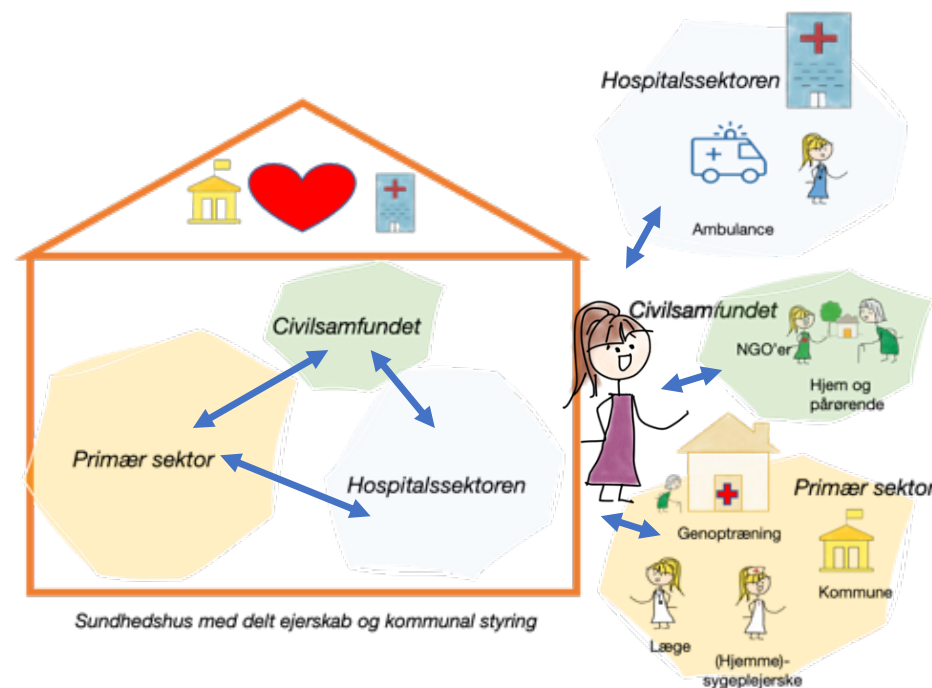 Civilsamfundet
Primær sektor
Hospitalssektoren
Sundhedshus med delt ejerskab og kommunal styring
Hospitalssektoren
Ambulance
Civilsamfundet
NGO'er
Hjem og
pårørende
Primær sektor
Genoptræning
Kommune
Læge
(Hjemme)-
sygeplejerske